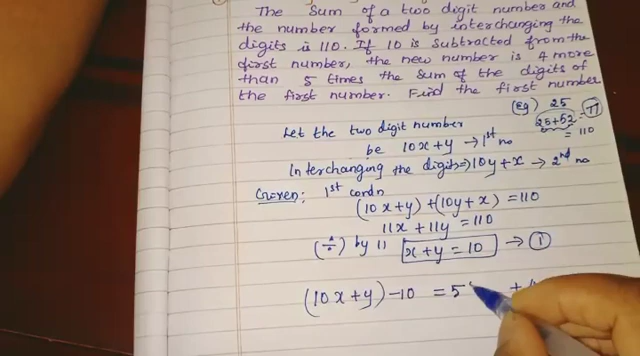 The Sum of a two digit number and
the number formed by interchanging the
digits is 110. If 10 is subtracted from the
first number, the new number is 4 more
than 5 times the sum of the digits of
the first number. Find the first number
(Eg) 25
25+52 = 77
= 110
Let the two digit number
be 10x+y → 1st no
Interchanging the digits ⇒ 10y+x → 2nd no
Given: 1st condn
(10x+y) + (10y+x) = 110
11x + 11y = 110
(÷) by 11 x+y = 10 → ①
(10x+y) -10 = 5 +